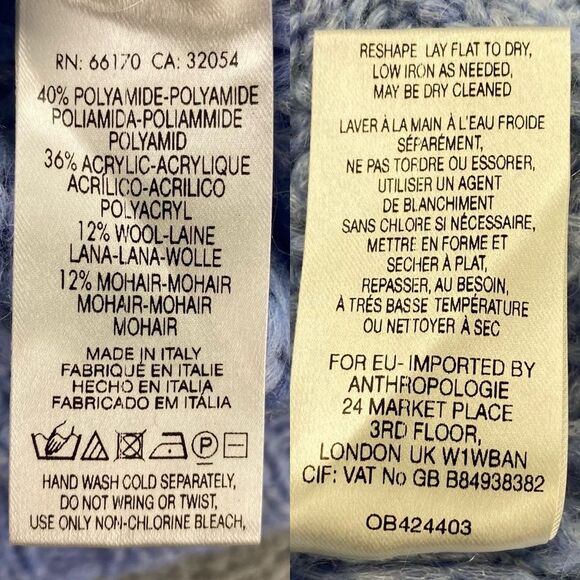 RN: 66170 CA: 32054
40% POLYAMIDE-POLYAMIDE
POLIAMIDA-POLIAMMIDE
POLYAMID
36% ACRYLIC-ACRYLIQUE
ACRÍLICO-ACRILICO
POLYACRYL
12% WOOL-LAINE
LANA-LANA-WOLLE
12% MOHAIR-MOHAIR
MOHAIR-MOHAIR
MOHAIR
MADE IN ITALY
FABRIQUÉ EN ITALIE
HECHO EN ITALIA
FABRICADO EM ITÁLIA
P
HAND WASH COLD SEPARATELY,
DO NOT WRING OR TWIST,
USE ONLY NON-CHLORINE BLEACH,
RESHAPE LAY FLAT TO DRY,
LOW IRON AS NEEDED,
MAY BE DRY CLEANED
LAVER À LA MAIN À L'EAU FROIDE
SÉPARÉMENT,
NE PAS TORDRE OU ESSORER,
UTILISER UN AGENT
DE BLANCHIMENT
SANS CHLORE SI NÉCESSAIRE,
METTRE EN FORME ET
SECHER À PLAT,
REPASSER, AU BESOIN,
À TRÉS BASSE TEMPÉRATURE
OU NETTOYER À SEC
FOR EU- IMPORTED BY
ANTHROPOLOGIE
24 MARKET PLACE
3RD FLOOR,
LONDON UK W1WBAN
CIF: VAT No GB B84938382
OB424403